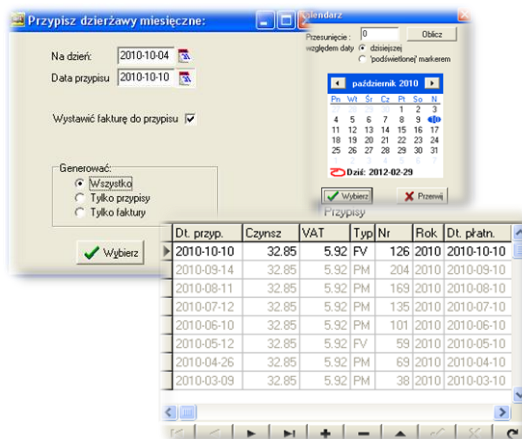 Przypisz dzierżawy miesięczne:
Na dzień: 2010-10-04
Data przypisu 2010-10-10
Wystawić fakturę do przypisu
Generować:
Wszystko
Tylko przypisy
Tylko faktury
Wybierz
alendarz
Przesunięcie : 0 Oblicz
względem daty dzisiejszej
'podświetlonej' markerem
październik 2010
Pn Wt Śr Cz Pt So N
1 2 3
4 5 6 7 8 9 10
11 12 13 14 15 16 17
18 19 20 21 22 23 24
25 26 27 28 29 30 31
Dziś: 2012-02-29
Wybierz Przerwij
Przypisy
Dt. przyp. Czynsz VAT Typ Nr Rok Dt. płatn.
2010-10-10 32.85 5.92 FV 126 2010 2010-10-10
2010-09-14 32.85 5.92 PM 204 2010 2010-09-10
2010-08-11 32.85 5.92 PM 169 2010 2010-08-10
2010-07-12 32.85 5.92 PM 135 2010 2010-07-10
2010-06-10 32.85 5.92 PM 101 2010 2010-06-10
2010-05-12 32.85 5.92 FV 59 2010 2010-05-10
2010-04-26 32.85 5.92 PM 69 2010 2010-04-10
2010-03-09 32.85 5.92 PM 38 2010 2010-03-10